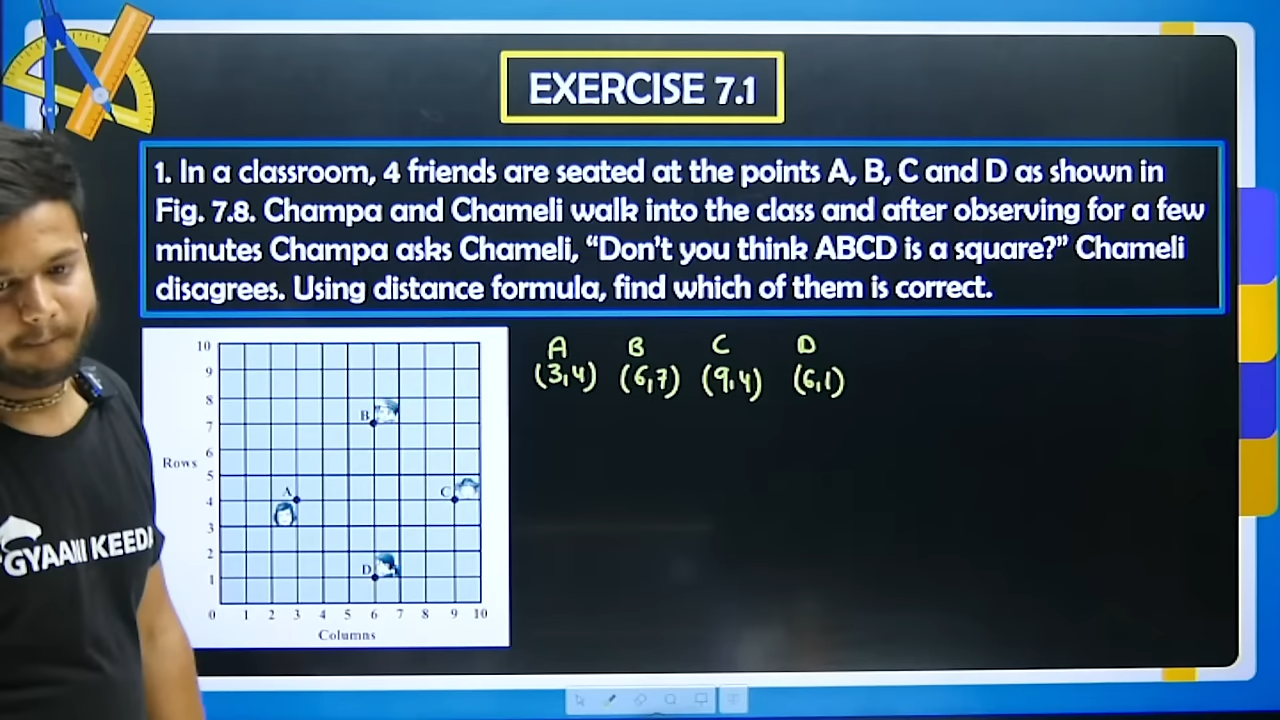 EXERCISE 7.1
1. In a classroom, 4 friends are seated at the points A, B, C and D as shown in
Fig. 7.8. Champa and Chameli walk into the class and after observing for a few
minutes Champa asks Chameli, “Don’t you think ABCD is a square?” Chameli
disagrees. Using distance formula, find which of them is correct.
A B C D
(3,4) (6,7) (9,4) (6,1)
10
9
8
B
7
6
Rows
5
A C
4
3
2
D
1
0 1 2 3 4 5 6 7 8 9 10
Columns
GYAANI KEEDA